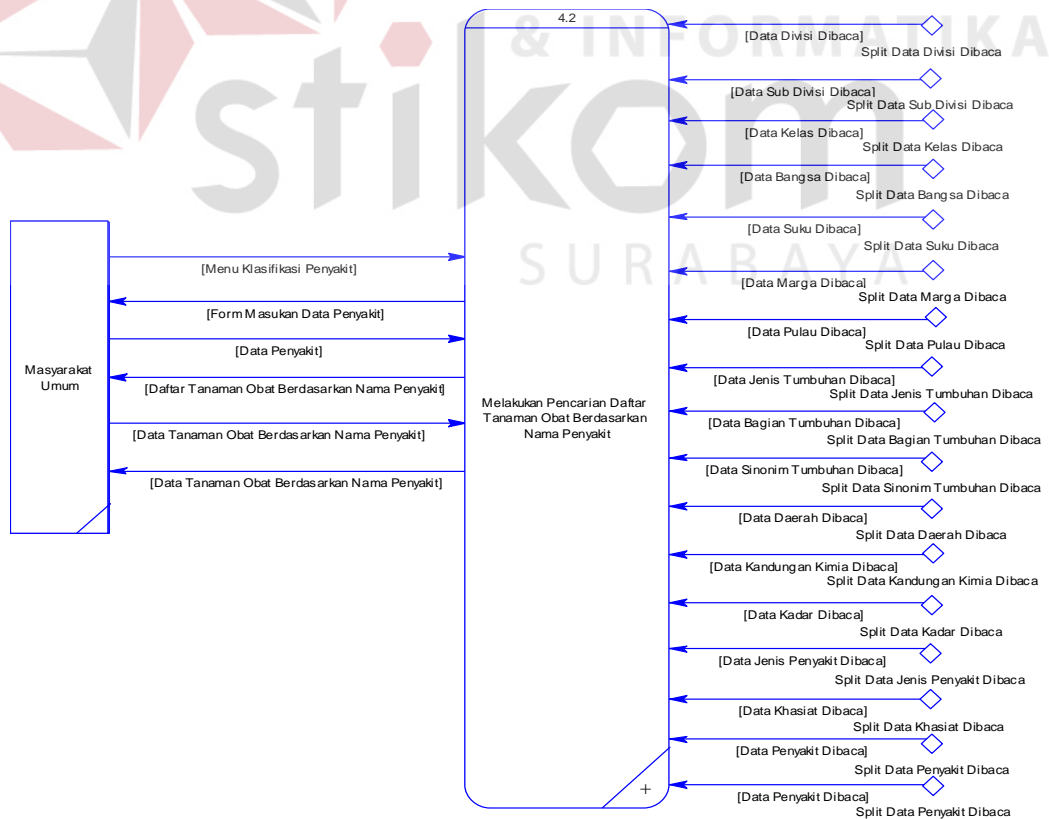 4.2
& INFORMATIKA
stikom
SURABAYA
Masyarakat
Umum
[Menu Klasifikasi Penyakit]
[Form Masukan Data Penyakit]
[Data Penyakit]
[Daftar Tanaman Obat Berdasarkan Nama Penyakit]
[Data Tanaman Obat Berdasarkan Nama Penyakit]
[Data Tanaman Obat Berdasarkan Nama Penyakit]
Melakukan Pencarian Daftar
Tanaman Obat Berdasarkan
Nama Penyakit
+
[Data Divisi Dibaca]
Split Data Divisi Dibaca
[Data Sub Divisi Dibaca]
Split Data Sub Divisi Dibaca
[Data Kelas Dibaca]
Split Data Kelas Dibaca
[Data Bangsa Dibaca]
Split Data Bangsa Dibaca
[Data Suku Dibaca]
Split Data Suku Dibaca
[Data Marga Dibaca]
Split Data Marga Dibaca
[Data Pulau Dibaca]
Split Data Pulau Dibaca
[Data Jenis Tumbuhan Dibaca]
Split Data Jenis Tumbuhan Dibaca
[Data Bagian Tumbuhan Dibaca]
Split Data Bagian Tumbuhan Dibaca
[Data Sinonim Tumbuhan Dibaca]
Split Data Sinonim Tumbuhan Dibaca
[Data Daerah Dibaca]
Split Data Daerah Dibaca
[Data Kandungan Kimia Dibaca]
Split Data Kandungan Kimia Dibaca
[Data Kadar Dibaca]
Split Data Kadar Dibaca
[Data Jenis Penyakit Dibaca]
Split Data Jenis Penyakit Dibaca
[Data Khasiat Dibaca]
Split Data Khasiat Dibaca
[Data Penyakit Dibaca]
Split Data Penyakit Dibaca
[Data Penyakit Dibaca]
Split Data Penyakit Dibaca